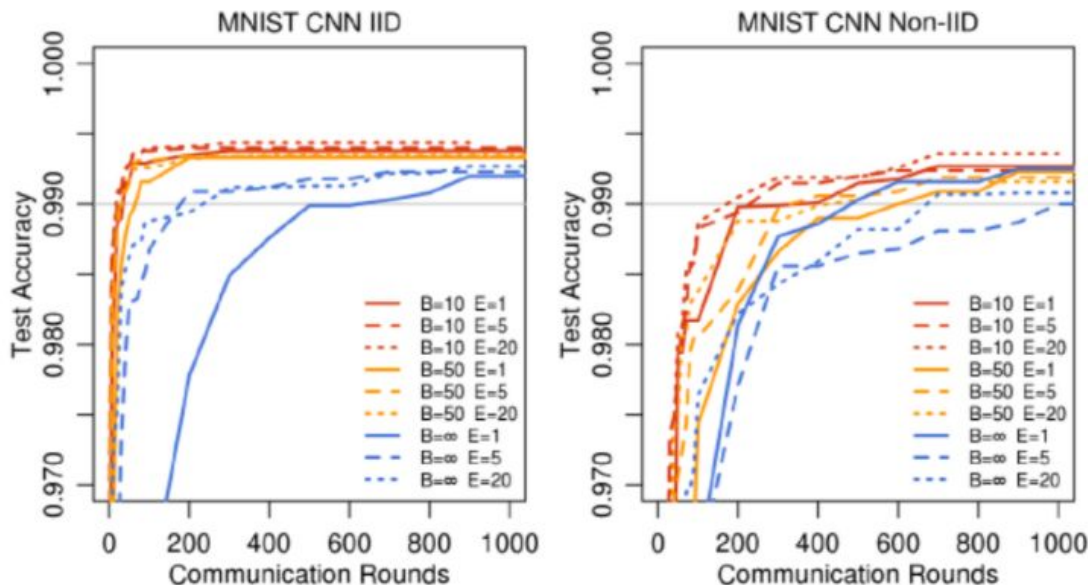 MNIST CNN IID
Test Accuracy
1.000
0.990
0.980
0.970
B=10 E=1
B=10 E=5
B=10 E=20
B=50 E=1
B=50 E=5
B=50 E=20
B=∞ E=1
B=∞ E=5
B=∞ E=20
0 200 400 600 800 1000
Communication Rounds
MNIST CNN Non-IID
Test Accuracy
1.000
0.990
0.980
0.970
B=10 E=1
B=10 E=5
B=10 E=20
B=50 E=1
B=50 E=5
B=50 E=20
B=∞ E=1
B=∞ E=5
B=∞ E=20
0 200 400 600 800 1000
Communication Rounds